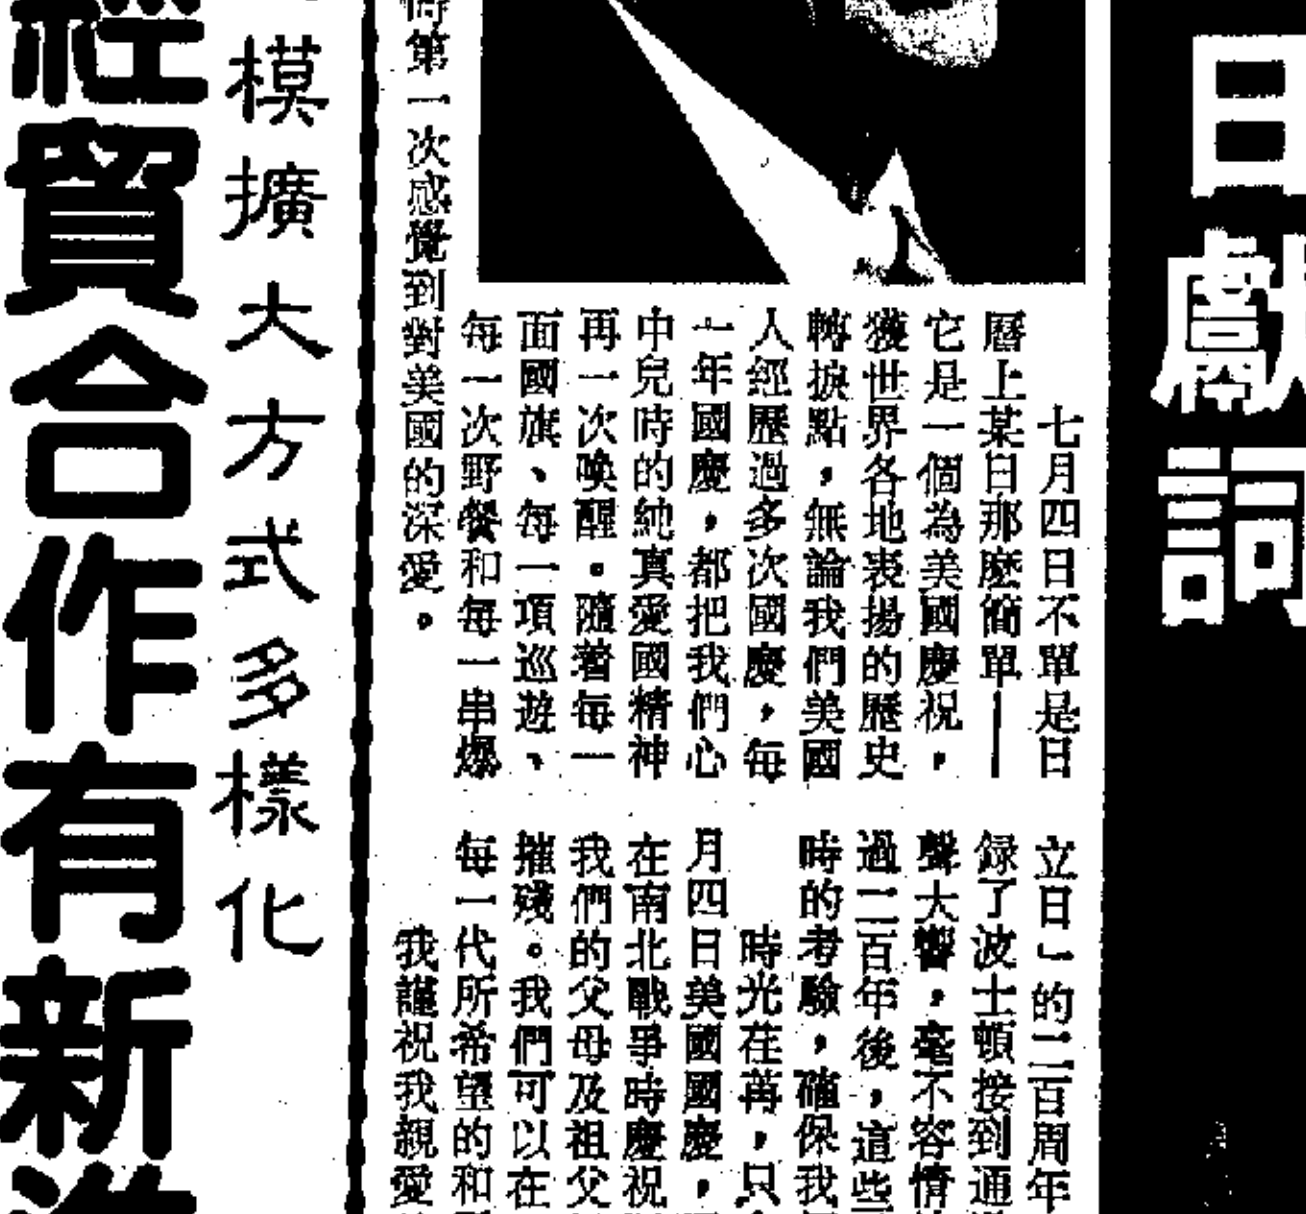 日獻詞
七月四日不單是日
曆上某日那麽簡單——
它是一個為美國慶祝，
獲世界各地表揚的歷史
轉捩點，無論我們美國
人經歷過多次國慶，每
一年國慶，都把我們心
中兒時的純真愛國精神
再一次喚醒。隨着每一
面國旗、每一項巡遊、
每一次野餐和每一串爆
第一次感覺到對美國的深愛。
立日」的二百周年
録了波士頓接到通
聲大響，毫不容情
過二百年後，這些
時的考驗，確保我
時光荏苒，只
月四日美國國慶，
在南北戰爭時慶祝
我們的父母及祖父
摧殘。我們可以在
每一代所希望的和
我謹祝我親愛
模擴大方式多樣化
經貿合作有新進